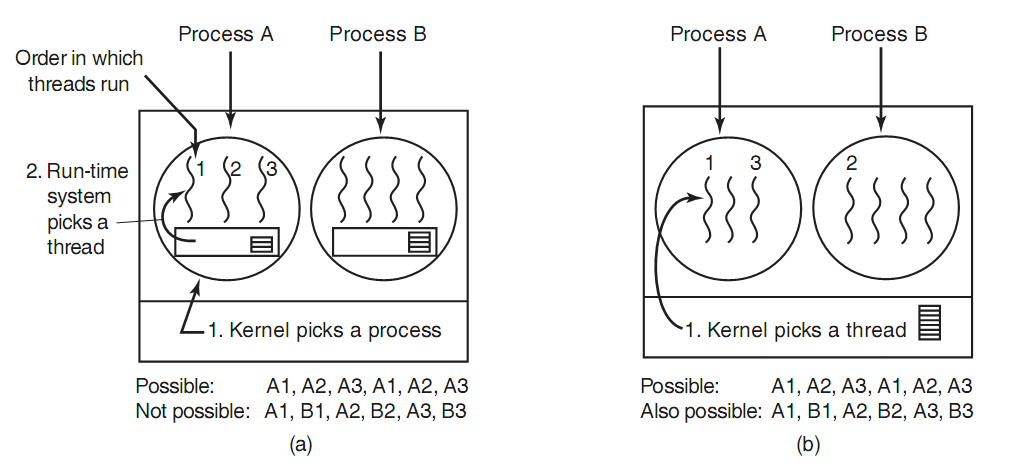 Process A
Process B
Order in which
threads run
1 2 3
2. Run-time
system
picks a
thread
1. Kernel picks a process
Possible: A1, A2, A3, A1, A2, A3
Not possible: A1, B1, A2, B2, A3, B3
(a)
Process A
Process B
1 3
2
1. Kernel picks a thread
Possible: A1, A2, A3, A1, A2, A3
Also possible: A1, B1, A2, B2, A3, B3
(b)